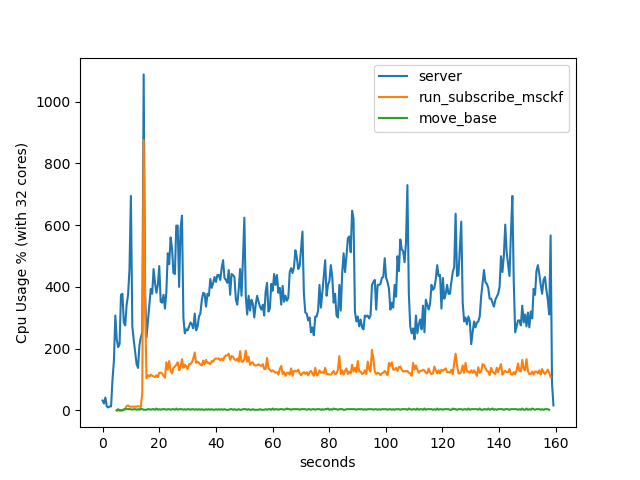 server
run_subscribe_msckf
move_base
Cpu Usage % (with 32 cores)
1000
800
600
400
200
0
0 20 40 60 80 100 120 140 160
seconds